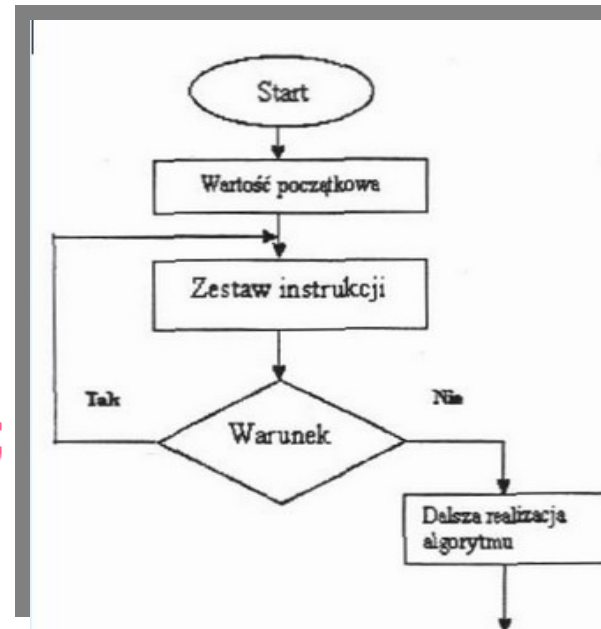 Start
Wartość początkowa
Zestaw instrukcji
Tak
Nie
Warunek
Dalsza realizacja
algorytmu